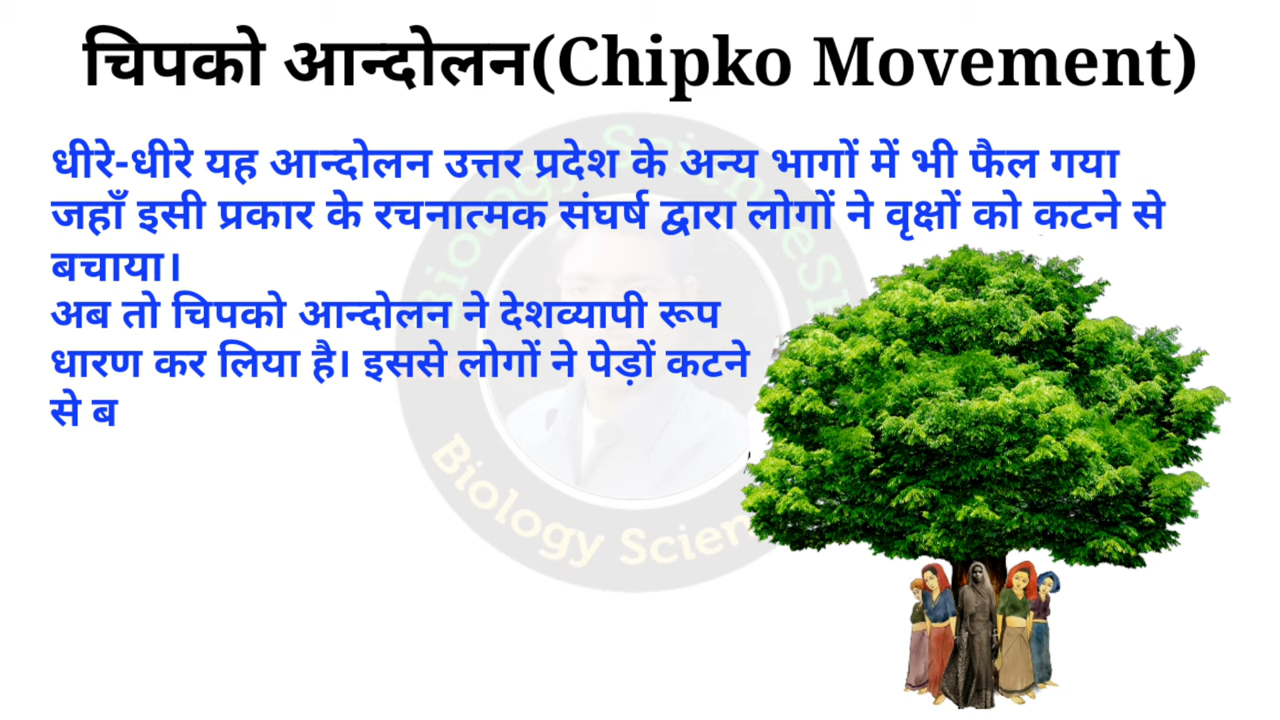 चिपको आन्दोलन(Chipko Movement)
धीरे-धीरे यह आन्दोलन उत्तर प्रदेश के अन्य भागों में भी फैल गया
जहाँ इसी प्रकार के रचनात्मक संघर्ष द्वारा लोगों ने वृक्षों को कटने से
बचाया।
अब तो चिपको आन्दोलन ने देशव्यापी रूप
धारण कर लिया है। इससे लोगों ने पेड़ों कटने
से ब
Biology
Biology